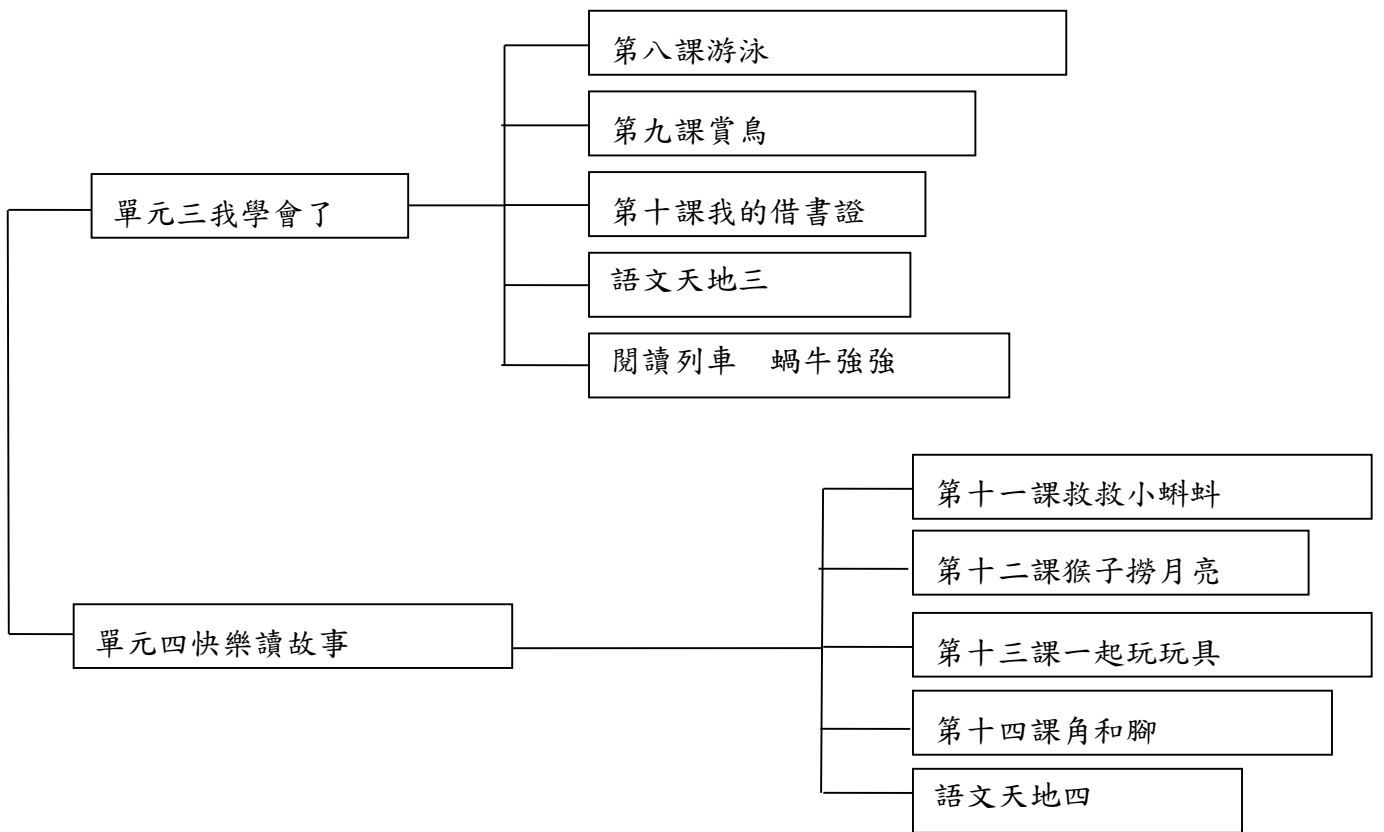 單元三我學會了
第八課游泳
第九課賞鳥
第十課我的借書證
語文天地三
閱讀列車　蝸牛強強
單元四快樂讀故事
第十一課救救小蝌蚪
第十二課猴子撈月亮
第十三課一起玩玩具
第十四課角和腳
語文天地四